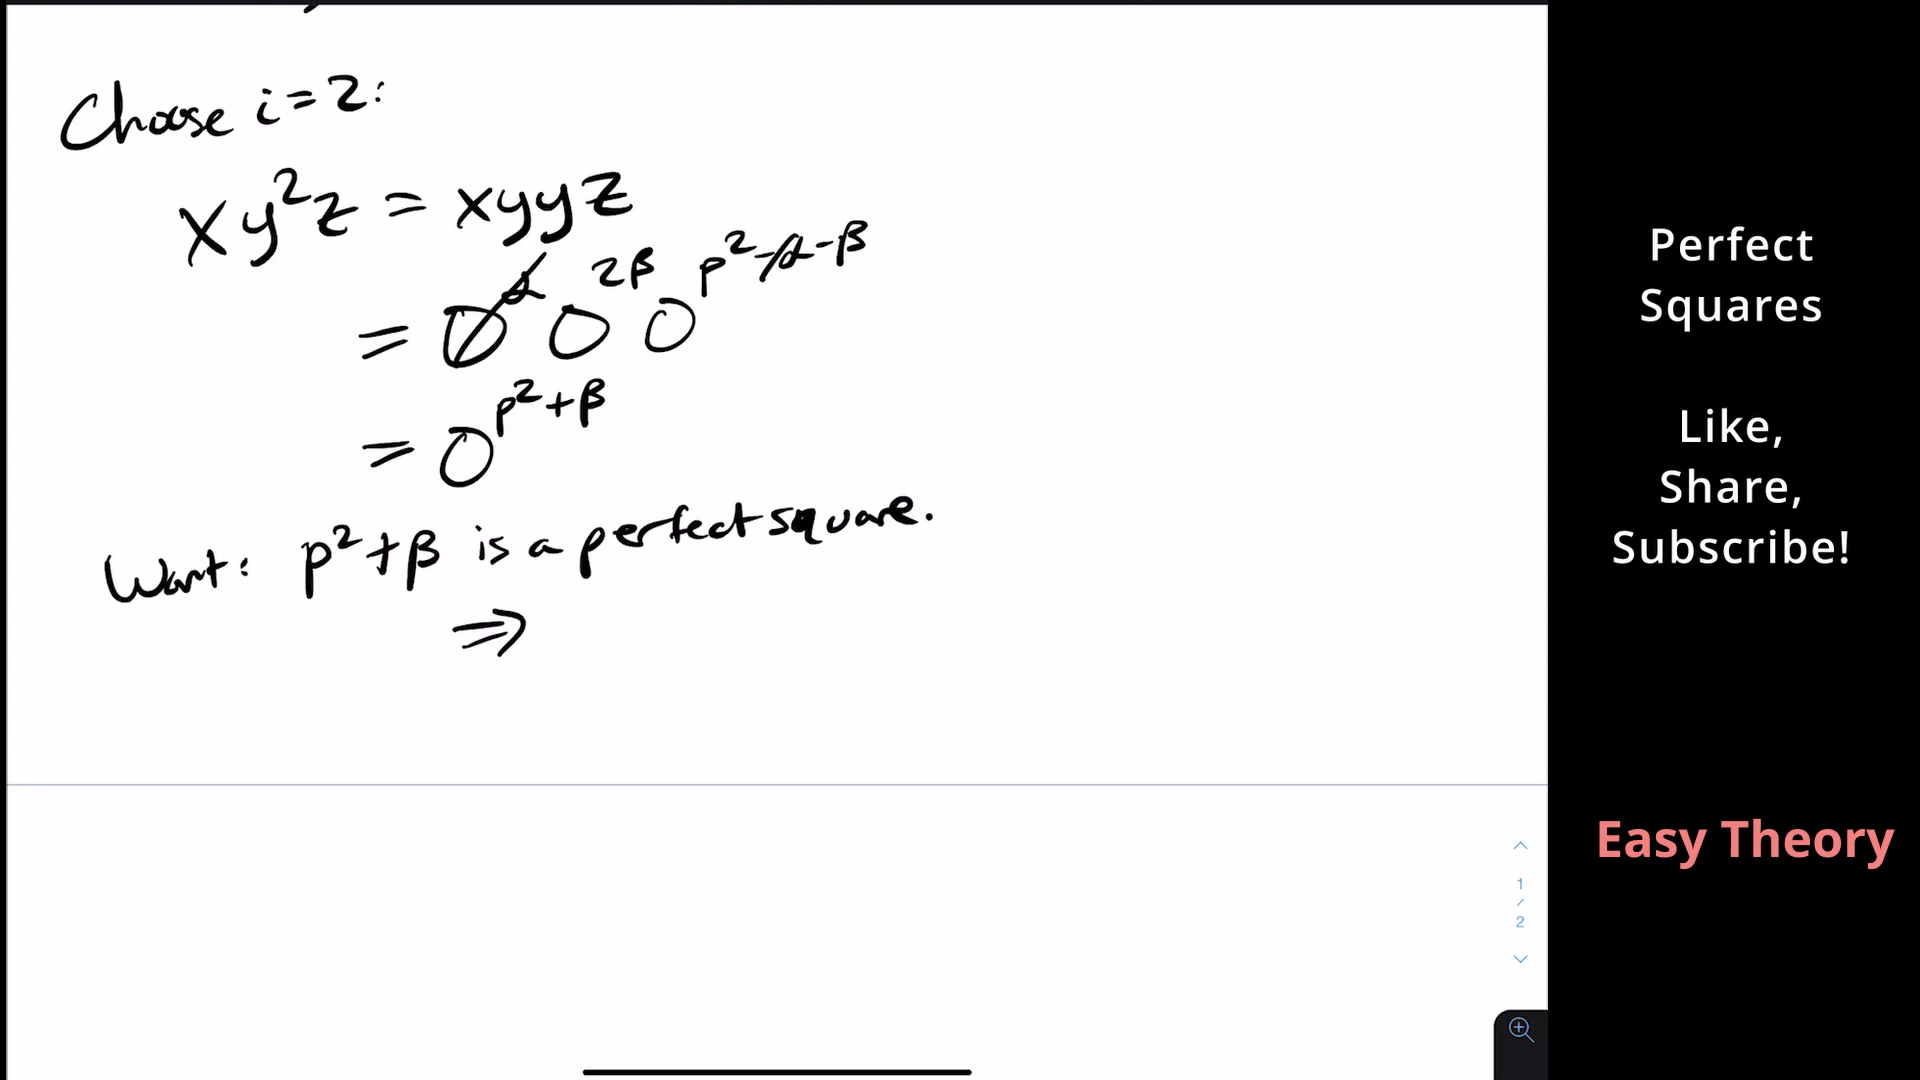 Choose i=2:
xy²z = xyyz
= 0^α 0^2β 0^p²-α-β
= 0^p²+β
Want: p²+β is a perfect square.
⇒
Perfect
Squares
Like,
Share,
Subscribe!
Easy Theory
1
/
2